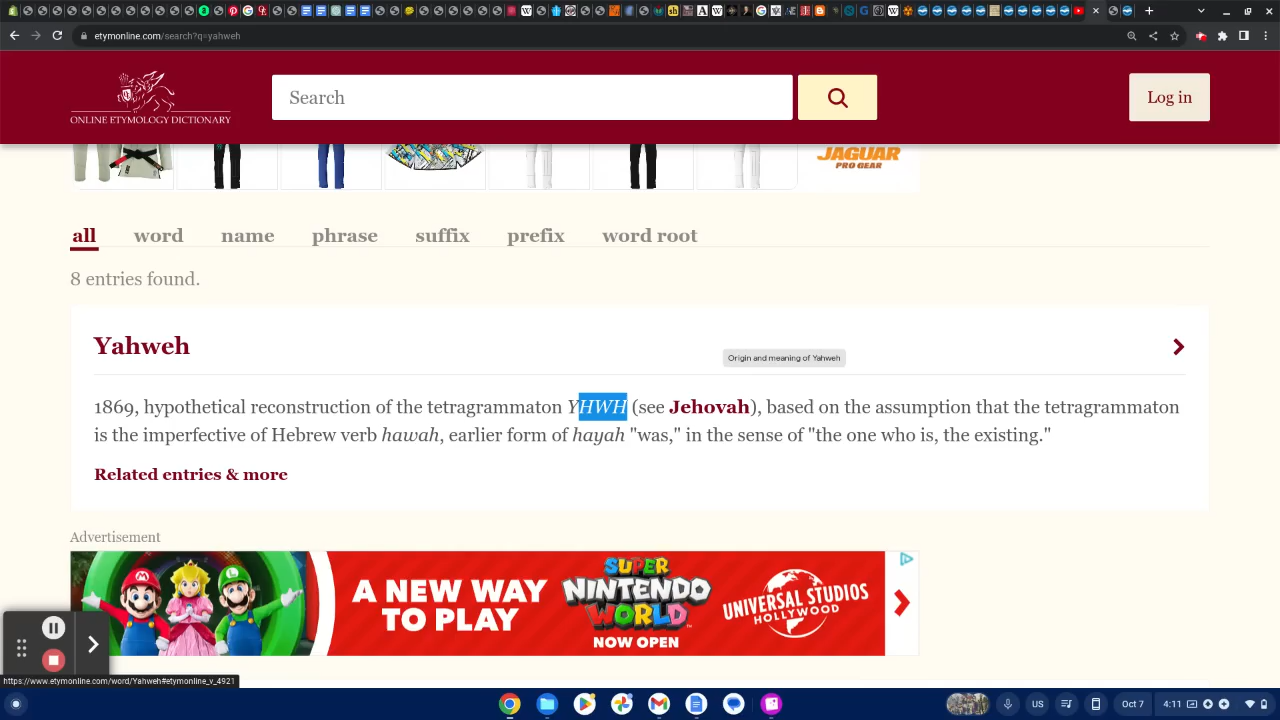 etymonline.com/search?q=yahweh
ONLINE ETYMOLOGY DICTIONARY
Search
Log in
JAGUAR
PRO GEAR
all word name phrase suffix prefix word root
8 entries found.
Yahweh
Origin and meaning of Yahweh
1869, hypothetical reconstruction of the tetragrammaton YHWH (see Jehovah), based on the assumption that the tetragrammaton
is the imperfective of Hebrew verb hawah, earlier form of hayah "was," in the sense of "the one who is, the existing."
Related entries & more
Advertisement
A NEW WAY
TO PLAY
SUPER
NINTENDO
WORLD
NOW OPEN
UNIVERSAL STUDIOS
HOLLYWOOD
https://www.etymonline.com/word/Yahweh#etymonline_v_4921
US
Oct 7
4:11